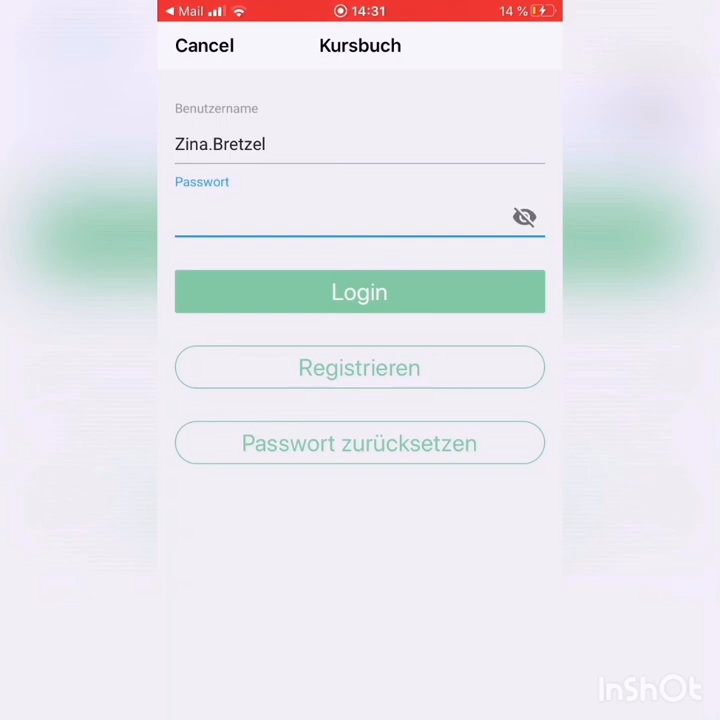 Mail 14:31 14 %
Cancel Kursbuch
Benutzername
Zina.Bretzel
Passwort
Login
Registrieren
Passwort zurücksetzen
InShOt